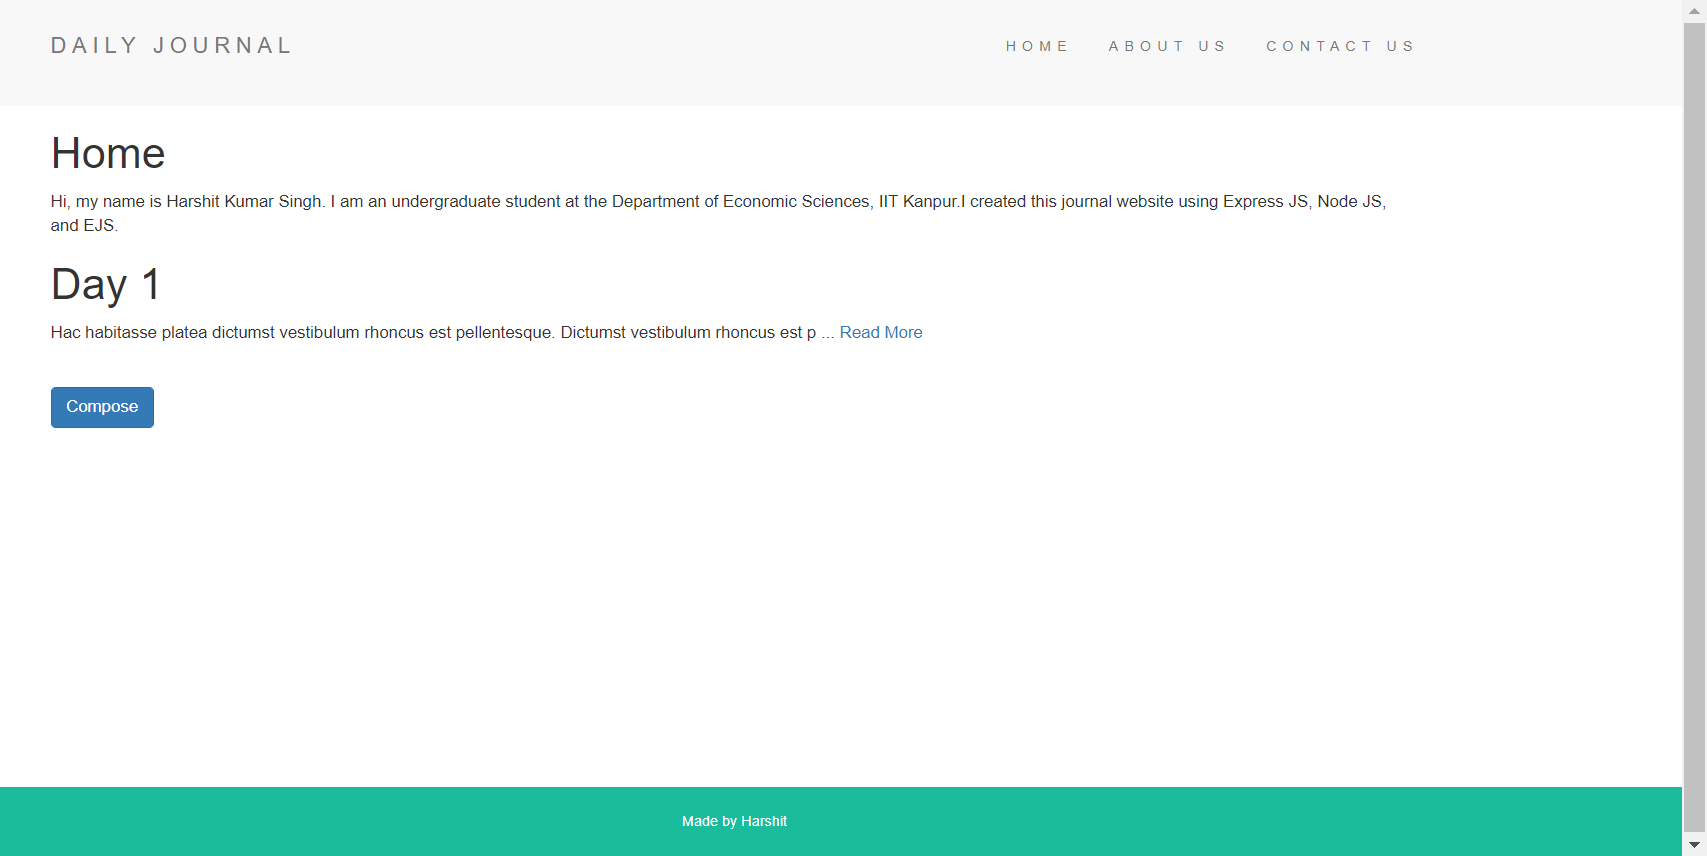 DAILY JOURNAL
HOME ABOUT US CONTACT US
Home
Hi, my name is Harshit Kumar Singh. I am an undergraduate student at the Department of Economic Sciences, IIT Kanpur.I created this journal website using Express JS, Node JS,
and EJS.
Day 1
Hac habitasse platea dictumst vestibulum rhoncus est pellentesque. Dictumst vestibulum rhoncus est p ... Read More
Compose
Made by Harshit